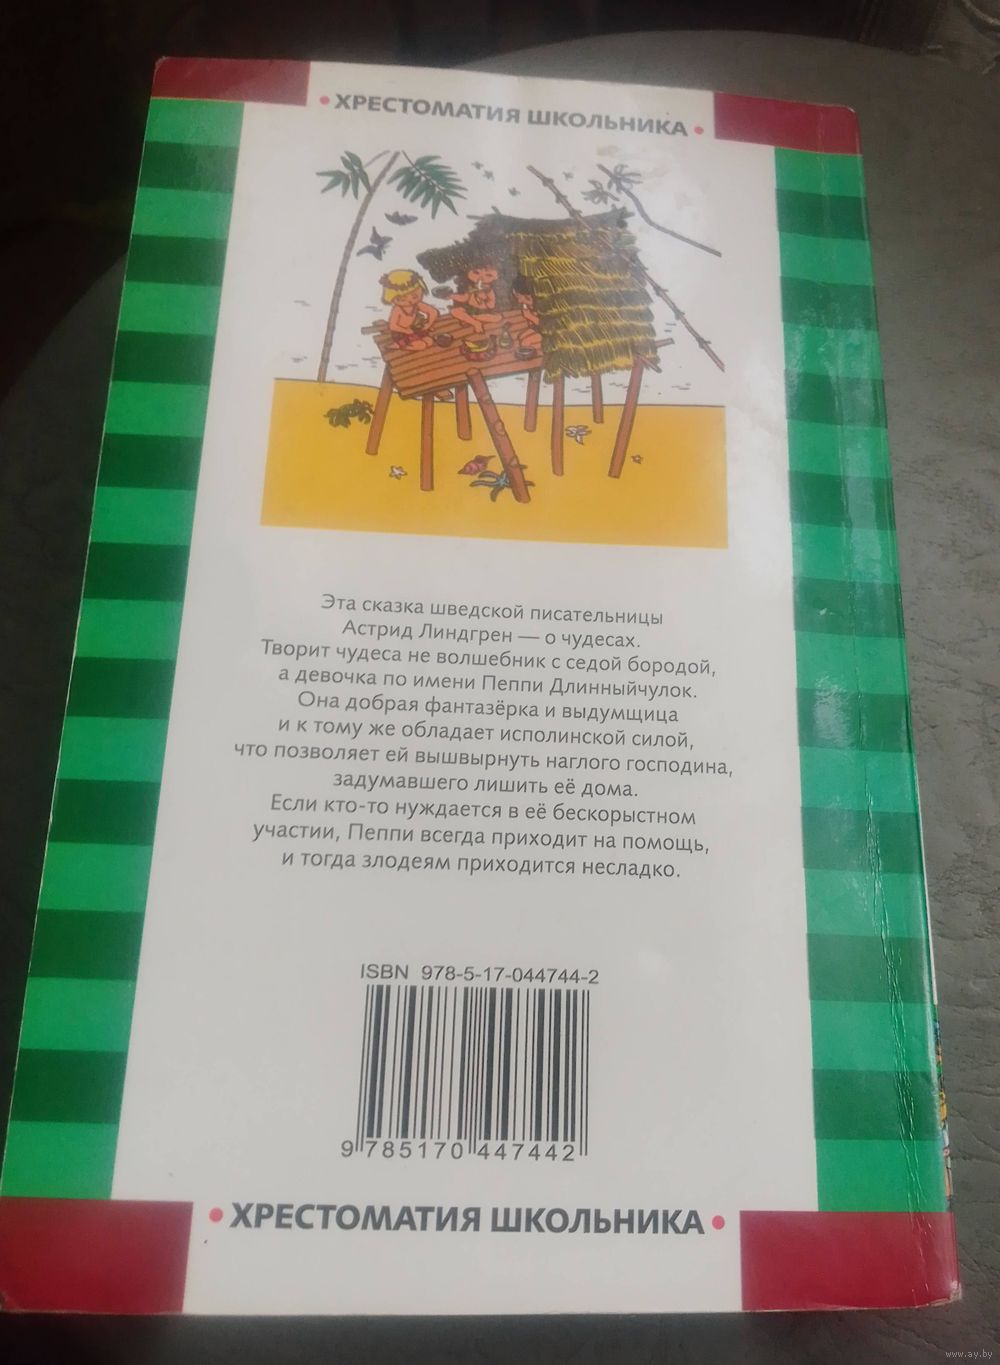 • ХРЕСТОМАТИЯ ШКОЛЬНИКА •
Эта сказка шведской писательницы
Астрид Линдгрен — о чудесах.
Творит чудеса не волшебник с седой бородой,
а девочка по имени Пеппи Длинныйчулок.
Она добрая фантазёрка и выдумщица
и к тому же обладает исполинской силой,
что позволяет ей вышвырнуть наглого господина,
задумавшего лишить её дома.
Если кто-то нуждается в её бескорыстном
участии, Пеппи всегда приходит на помощь,
и тогда злодеям приходится несладко.
ISBN 978-5-17-044744-2
9 785170 447442
• ХРЕСТОМАТИЯ ШКОЛЬНИКА •
www.ay.by